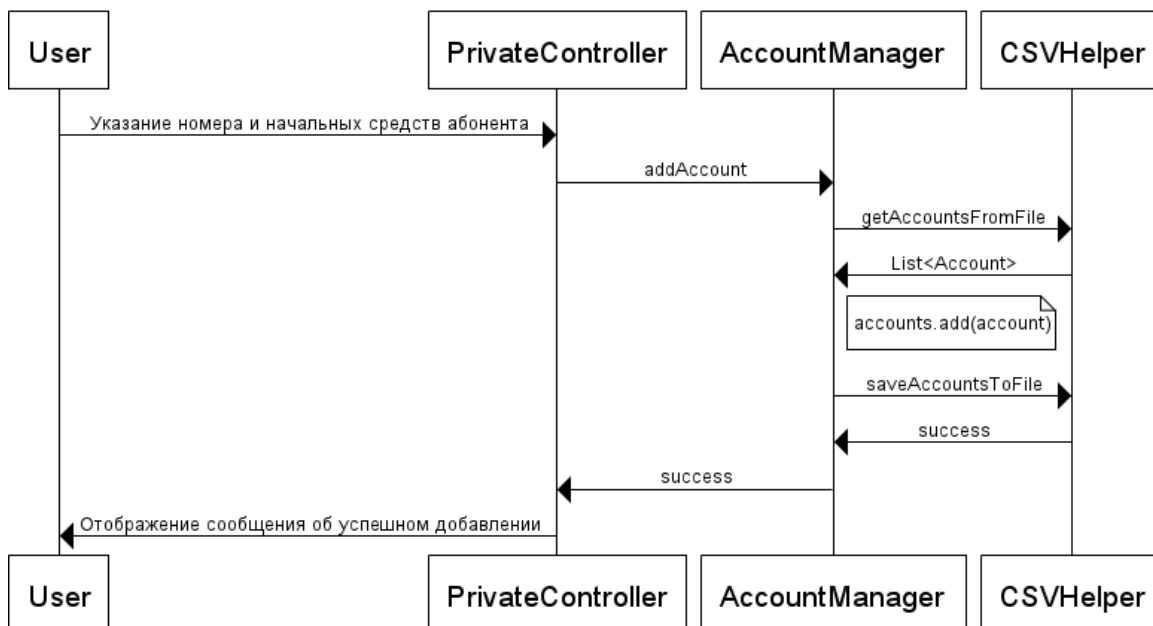 User
PrivateController
AccountManager
CSVHelper
Указание номера и начальных средств абонента
addAccount
getAccountsFromFile
List<Account>
accounts.add(account)
saveAccountsToFile
success
success
Отображение сообщения об успешном добавлении
User
PrivateController
AccountManager
CSVHelper